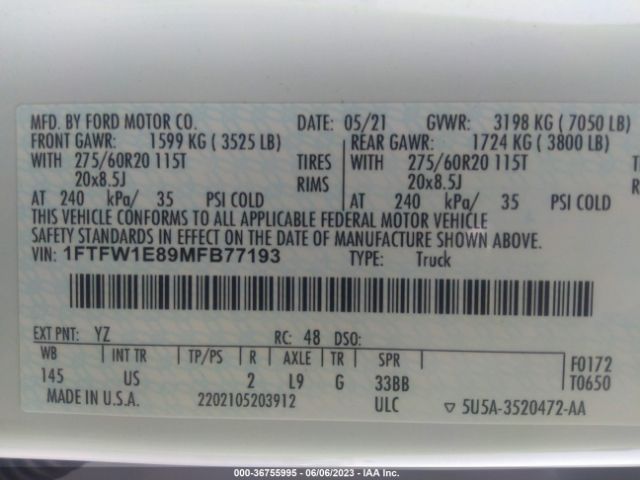 MFD. BY FORD MOTOR CO. DATE: 05/21 GVWR: 3198 KG ( 7050 LB)
FRONT GAWR: 1599 KG ( 3525 LB) REAR GAWR: 1724 KG ( 3800 LB)
WITH 275/60R20 115T TIRES WITH 275/60R20 115T TIRES
20x8.5J RIMS 20x8.5J RIMS
AT 240 kPa/ 35 PSI COLD AT 240 kPa/ 35 PSI COLD
THIS VEHICLE CONFORMS TO ALL APPLICABLE FEDERAL MOTOR VEHICLE
SAFETY STANDARDS IN EFFECT ON THE DATE OF MANUFACTURE SHOWN ABOVE.
VIN: 1FTFW1E89MFB77193 TYPE: Truck
EXT PNT: YZ RC: 48 DSO:
WB INT TR TP/PS R AXLE TR SPR F0172
145 US 2 L9 G 33BB T0650
MADE IN U.S.A. 2202105203912 ULC ▽ 5U5A-3520472-AA
000-36755995 - 06/06/2023 - IAA Inc.